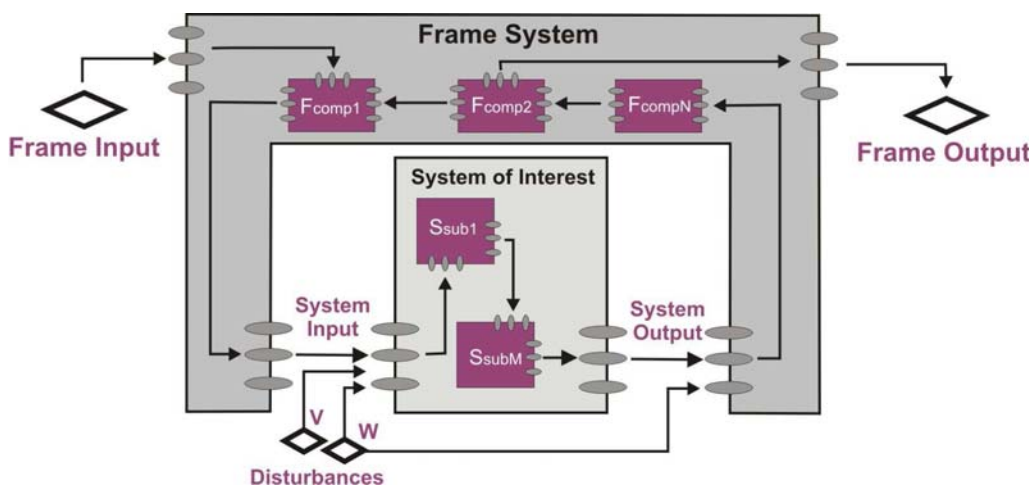 Frame System
Fcomp1
Fcomp2
FcompN
Frame Input
Frame Output
System of Interest
Ssub1
System
Input
System
Output
SsubM
V
W
Disturbances